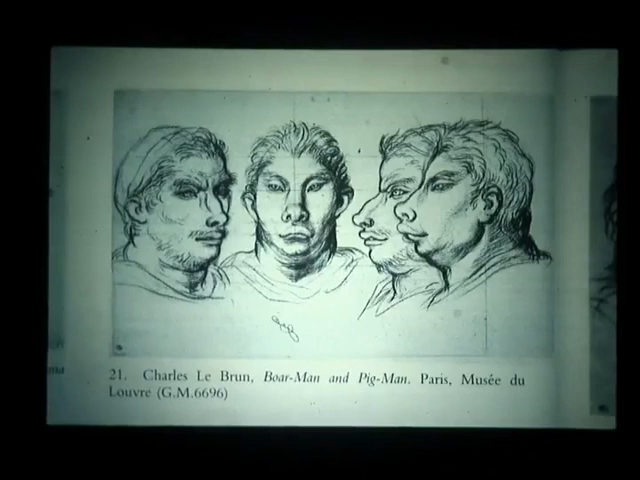 21. Charles Le Brun, Boar-Man and Pig-Man. Paris, Musée du
Louvre (G.M.6696)